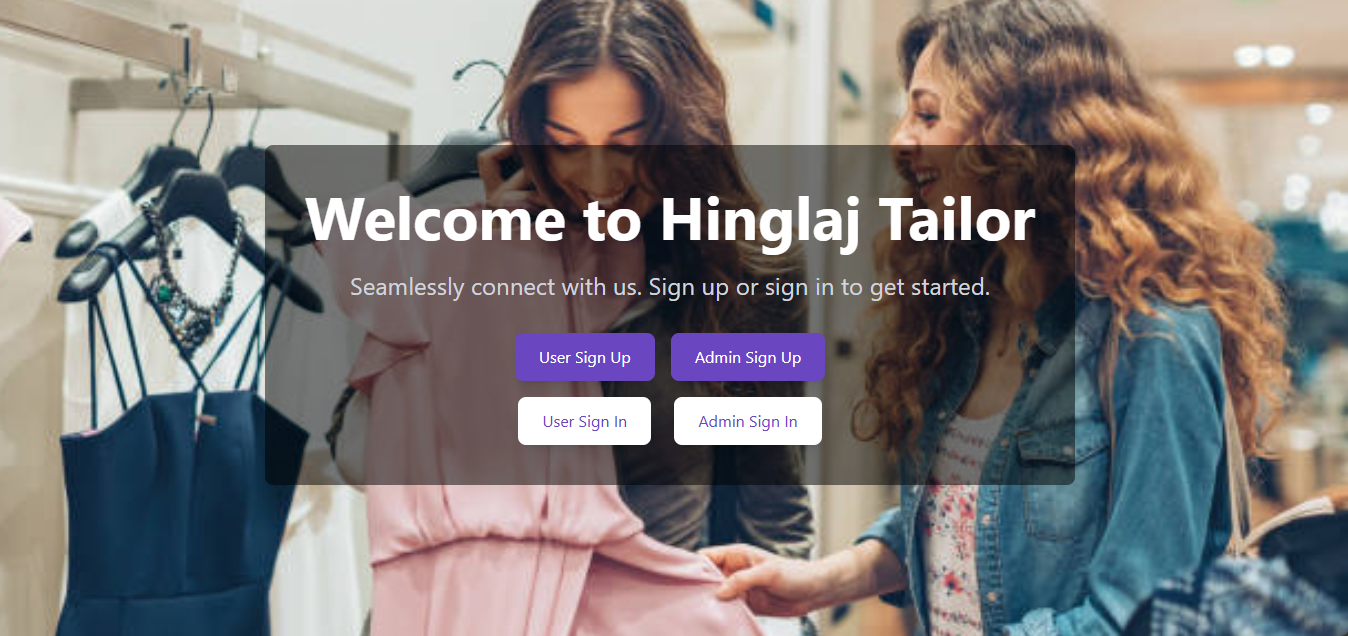 Welcome to Hinglaj Tailor
Seamlessly connect with us. Sign up or sign in to get started.
User Sign Up
Admin Sign Up
User Sign In
Admin Sign In